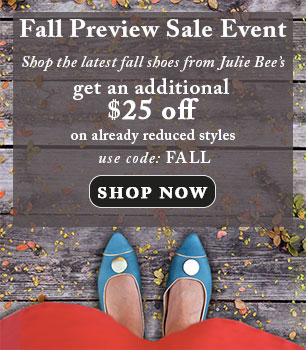 Fall Preview Sale Event
Shop the latest fall shoes from Julie Bee's
get an additional
$25 off
on already reduced styles
use code: FALL
SHOP NOW